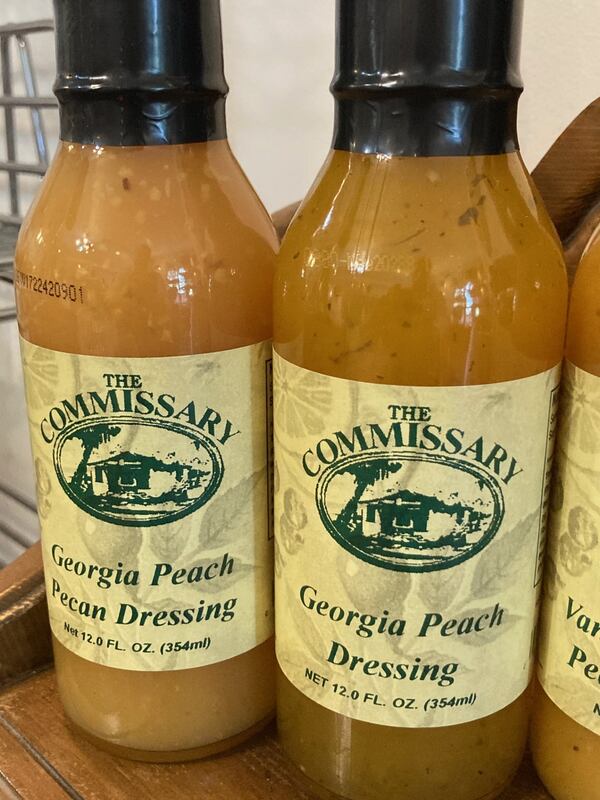 THE
COMMISSARY
Georgia Peach
Pecan Dressing
Net 12.0 FL. OZ. (354ml)
THE
COMMISSARY
Georgia Peach
Dressing
NET 12.0 FL. OZ. (354ml)